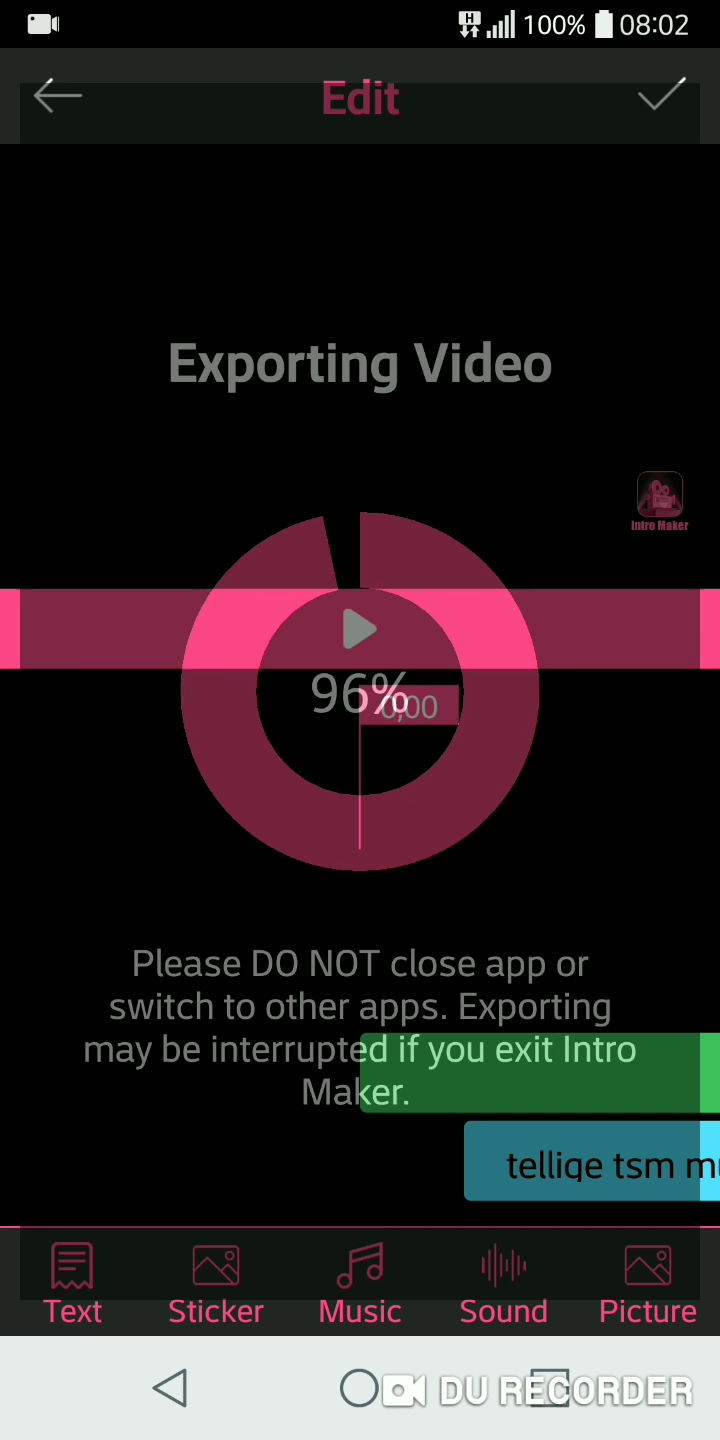 H 100% 08:02
Edit
Exporting Video
Intro Maker
96%
0,00
Please DO NOT close app or
switch to other apps. Exporting
may be interrupted if you exit Intro
Maker.
tellige tsm mu
Text Sticker Music Sound Picture
DU RECORDER